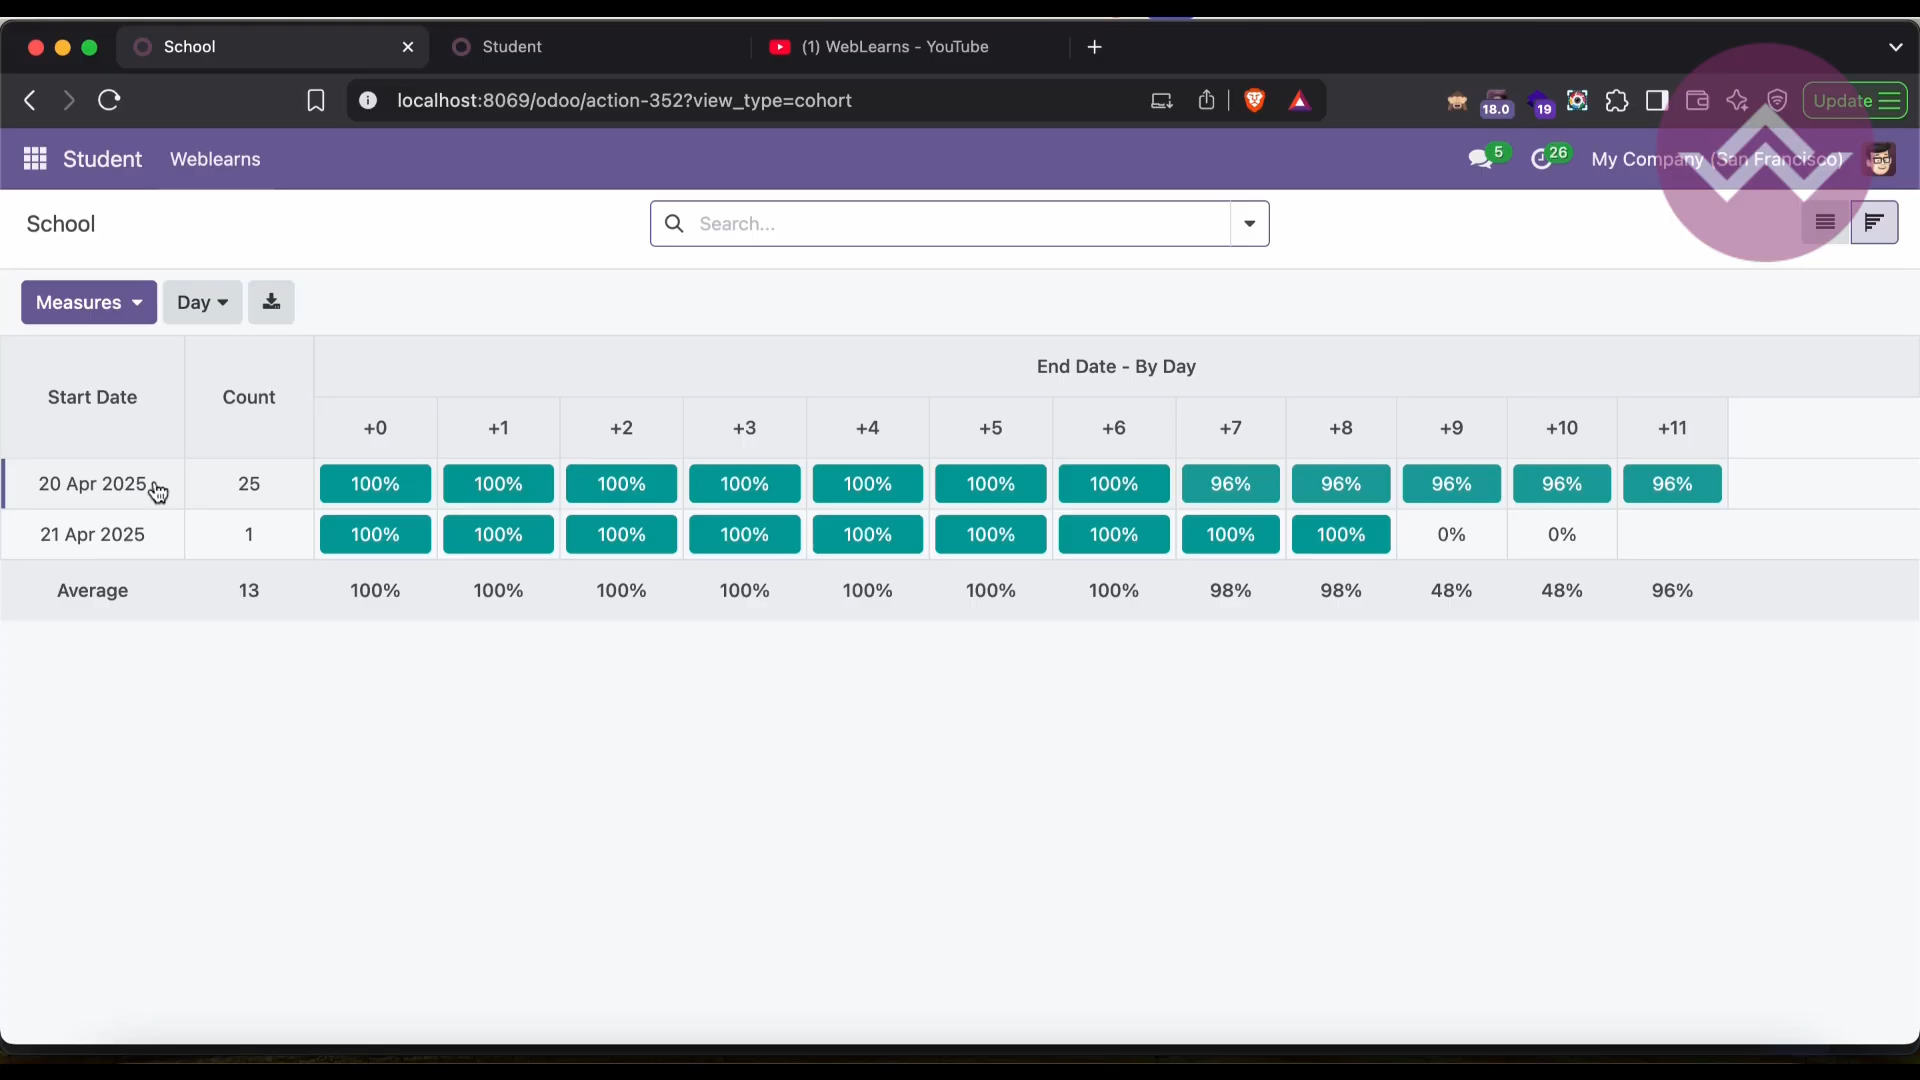 School
Student
(1) WebLearns - YouTube
localhost:8069/odoo/action-352?view_type=cohort
18.0
19
Update
Student
Weblearns
5
26
My Company (San Francisco)
School
Search...
Measures
Day
Start Date
Count
End Date - By Day
+0 +1 +2 +3 +4 +5 +6 +7 +8 +9 +10 +11
20 Apr 2025 25 100% 100% 100% 100% 100% 100% 100% 96% 96% 96% 96% 96%
21 Apr 2025 1 100% 100% 100% 100% 100% 100% 100% 100% 100% 0% 0%
Average 13 100% 100% 100% 100% 100% 100% 100% 98% 98% 48% 48% 96%